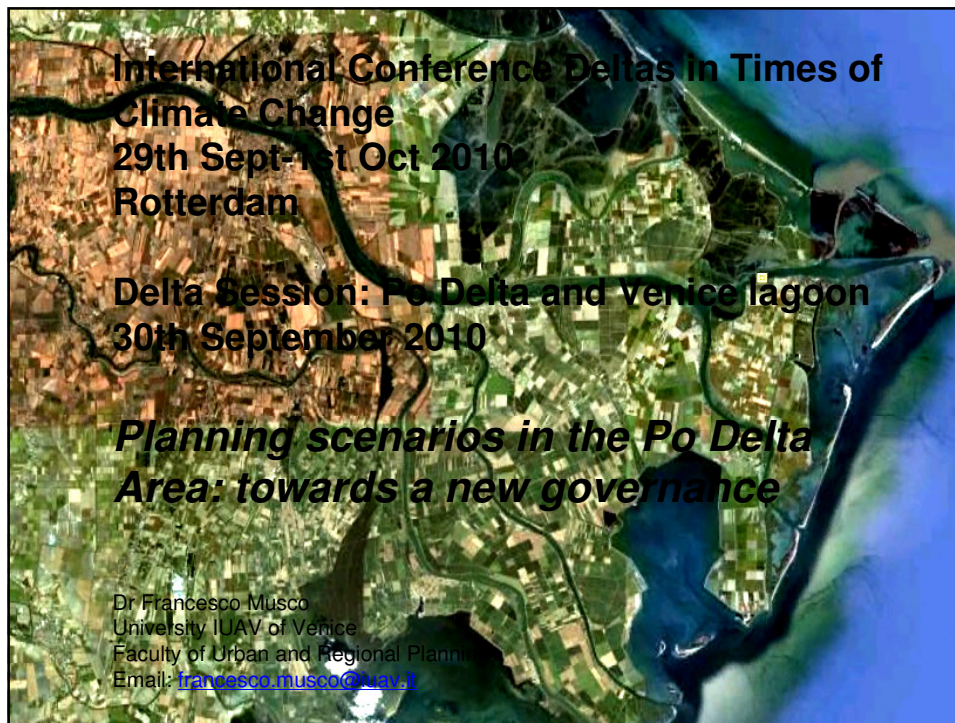 International Conference Deltas in Times of
Climate Change
29th Sept-1st Oct 2010
Rotterdam
Delta Session: Po Delta and Venice lagoon
30th September 2010
Planning scenarios in the Po Delta
Area: towards a new governance
Dr Francesco Musco
University IUAV of Venice
Faculty of Urban and Regional Planning
Email: francesco.musco@iuav.it